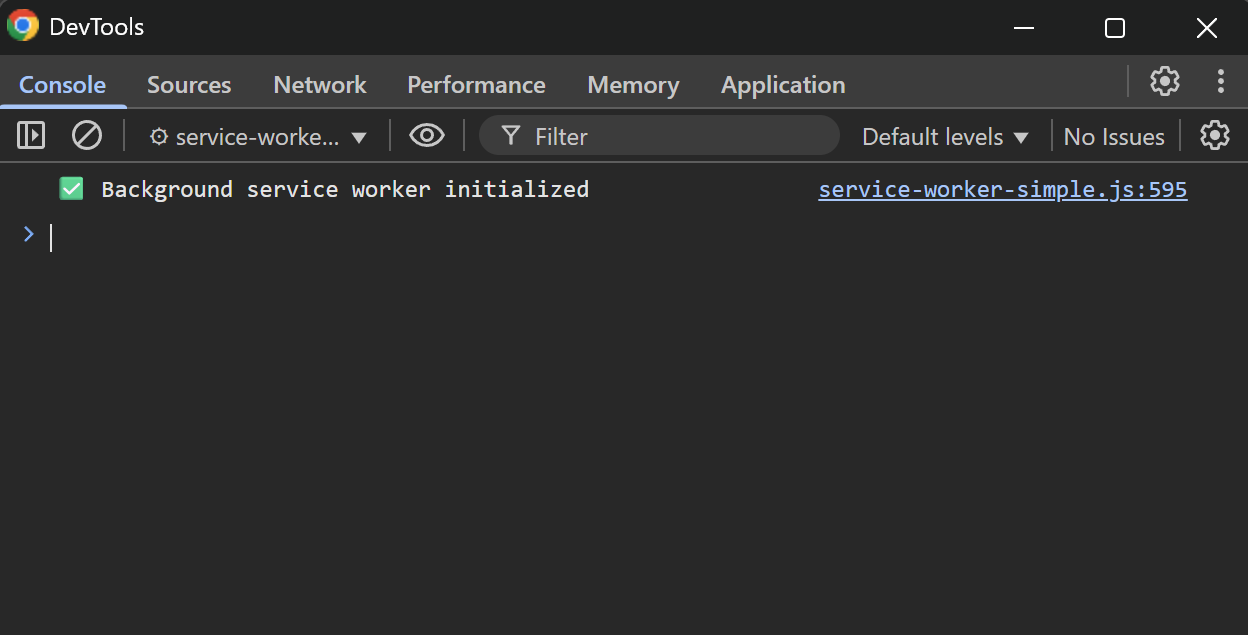 DevTools
Console Sources Network Performance Memory Application
service-worke... Filter Default levels No Issues
✅ Background service worker initialized service-worker-simple.js:595
>